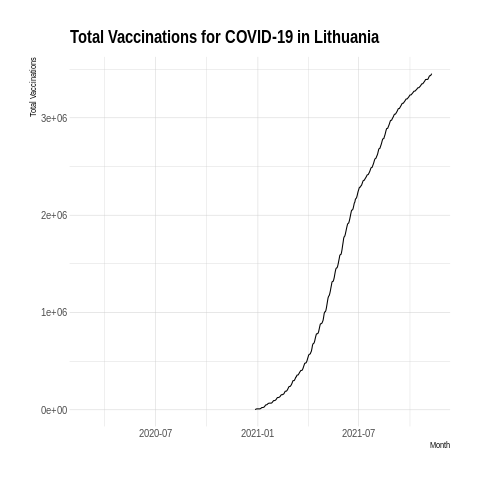 Total Vaccinations for COVID-19 in Lithuania
Total Vaccinations
3e+06
2e+06
1e+06
0e+00
2020-07 2021-01 2021-07
Month